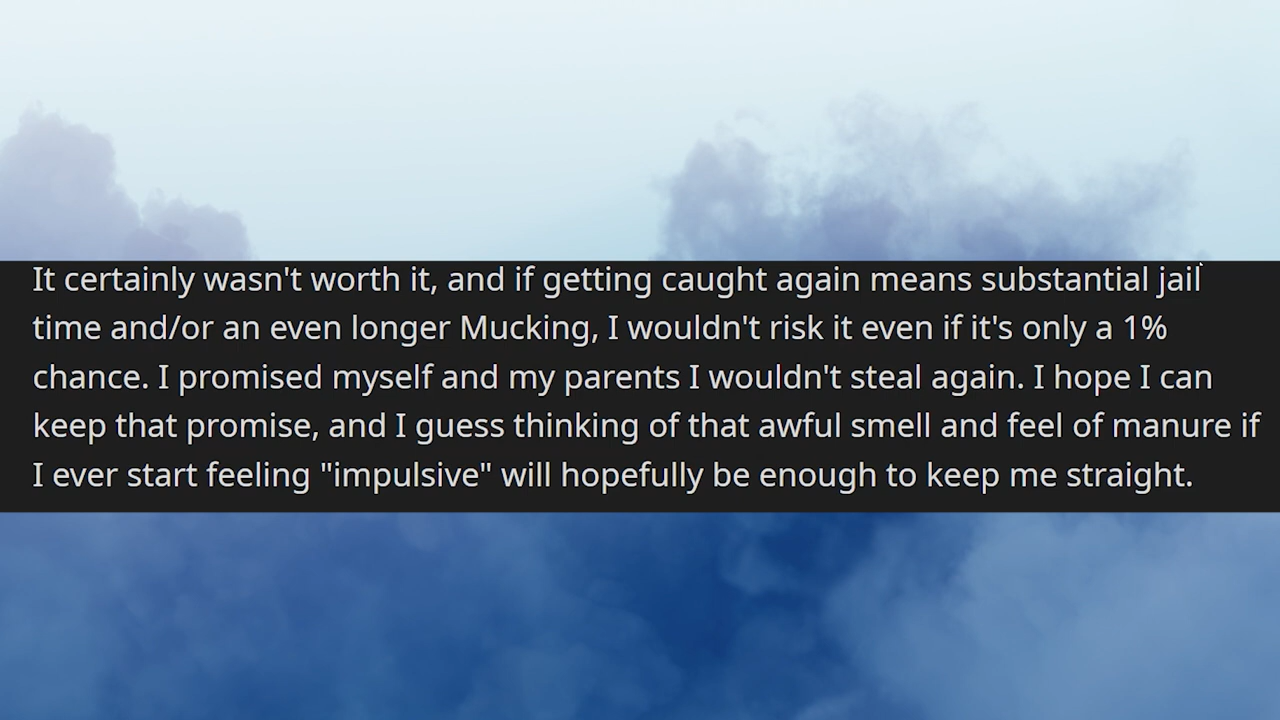 It certainly wasn't worth it, and if getting caught again means substantial jail
time and/or an even longer Mucking, I wouldn't risk it even if it's only a 1%
chance. I promised myself and my parents I wouldn't steal again. I hope I can
keep that promise, and I guess thinking of that awful smell and feel of manure if
I ever start feeling "impulsive" will hopefully be enough to keep me straight.